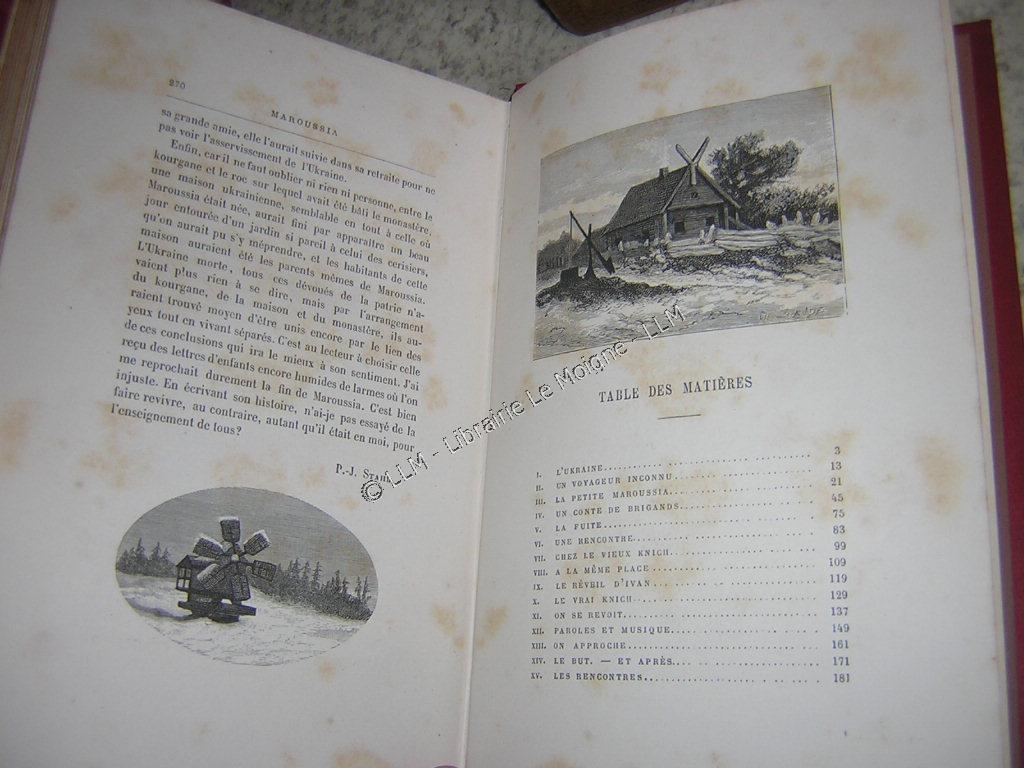 270
MAROUSSIA
sa grande amie, elle l'aurait suivie dans sa retraite pour ne
pas voir l'asservissement de l'Ukraine.
Enfin, car il ne faut oublier ni rien ni personne, entre le
kourgane et le roc sur lequel avait été bâti le monastère,
une maison ukrainienne, semblable en tout à celle où
Maroussia était née, aurait fini par apparaître un beau
jour entourée d'un jardin si pareil à celui des cerisiers,
qu'on aurait pu s'y méprendre, et les habitants de cette
maison auraient été les parents mêmes de Maroussia.
L'Ukraine morte, tous ces dévoués de la patrie n'a-
vaient plus rien à se dire, mais par l'arrangement
du kourgane, de la maison et du monastère, ils au-
raient trouvé moyen d'être unis encore par le lien des
yeux tout en vivant séparés. C'est au lecteur à choisir celle
de ces conclusions qui ira le mieux à son sentiment. J'ai
reçu des lettres d'enfants encore humides de larmes où l'on
me reprochait durement la fin de Maroussia. C'est bien
injuste. En écrivant son histoire, n'ai-je pas essayé de la
faire revivre, au contraire, autant qu'il était en moi, pour
l'enseignement de tous?
P.-J. Stahl
© LLM - Librairie Le Moigne - LLM
TABLE DES MATIÈRES
I. L'UKRAINE 3
II. UN VOYAGEUR INCONNU 13
III. LA PETITE MAROUSSIA 21
IV. UN CONTE DE BRIGANDS 45
V. LA FUITE 75
VI. UNE RENCONTRE 83
VII. CHEZ LE VIEUX KNICH 99
VIII. A LA MÊME PLACE 109
IX. LE RÉVEIL D'IVAN 119
X. LE VRAI KNICH 129
XI. ON SE REVOIT 137
XII. PAROLES ET MUSIQUE 149
XIII. ON APPROCHE 161
XIV. LE BUT. — ET APRÈS 171
XV. LES RENCONTRES 181